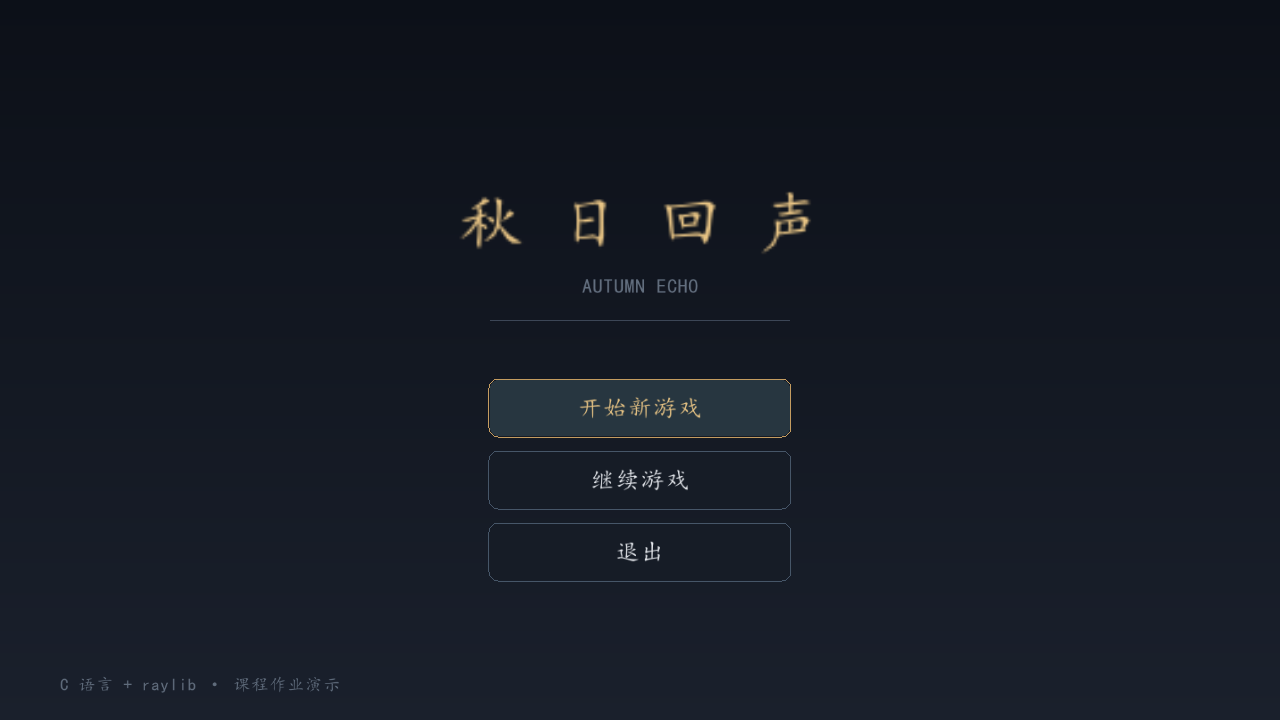 秋日回声
AUTUMN ECHO
开始新游戏
继续游戏
退出
C 语言 + raylib · 课程作业演示